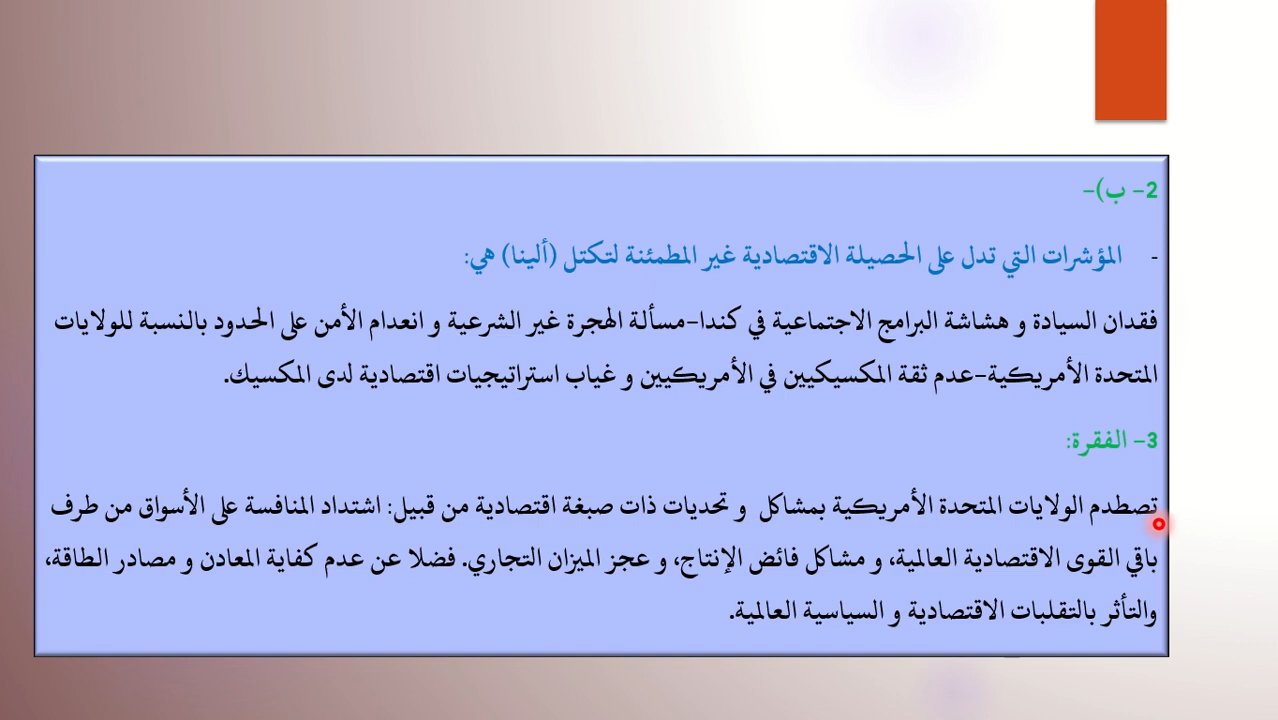 2- ب)-
- المؤشرات التي تدل على الحصيلة الاقتصادية غير المطمئنة لتكتل (ألينا) هي:
فقدان السيادة و هشاشة البرامج الاجتماعية في كندا-مسألة الهجرة غير الشرعية و انعدام الأمن على الحدود بالنسبة للولايات
المتحدة الأمريكية-عدم ثقة المكسيكيين في الأمريكيين و غياب استراتيجيات اقتصادية لدى المكسيك.
3- الفقرة:
تصطدم الولايات المتحدة الأمريكية بمشاكل و تحديات ذات صبغة اقتصادية من قبيل: اشتداد المنافسة على الأسواق من طرف
باقي القوى الاقتصادية العالمية، و مشاكل فائض الإنتاج، و عجز الميزان التجاري. فضلا عن عدم كفاية المعادن و مصادر الطاقة،
والتأثر بالتقلبات الاقتصادية و السياسية العالمية.